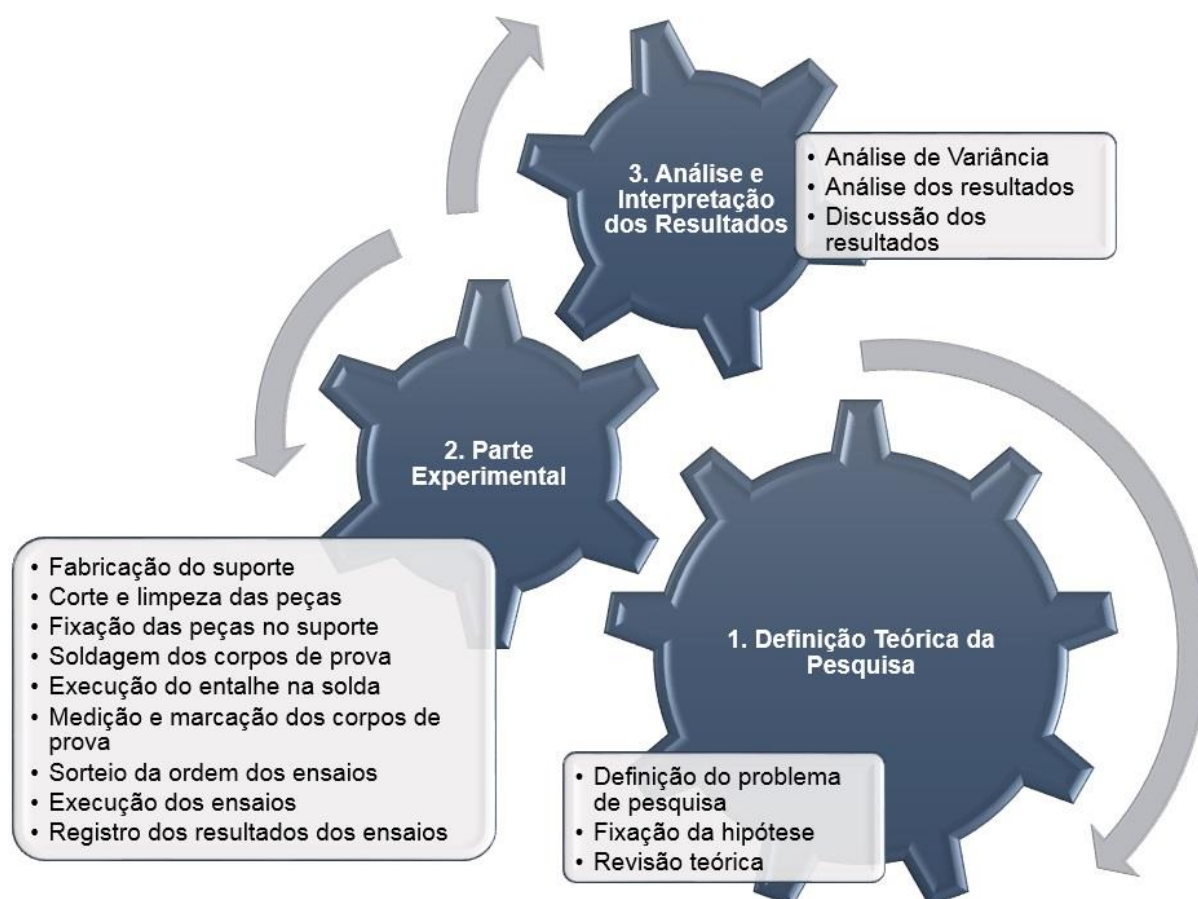 3. Análise e
Interpretação
dos Resultados
• Análise de Variância
• Análise dos resultados
• Discussão dos
resultados
2. Parte
Experimental
• Fabricação do suporte
• Corte e limpeza das peças
• Fixação das peças no suporte
• Soldagem dos corpos de prova
• Execução do entalhe na solda
• Medição e marcação dos corpos de
prova
• Sorteio da ordem dos ensaios
• Execução dos ensaios
• Registro dos resultados dos ensaios
1. Definição Teórica da
Pesquisa
• Definição do problema
de pesquisa
• Fixação da hipótese
• Revisão teórica